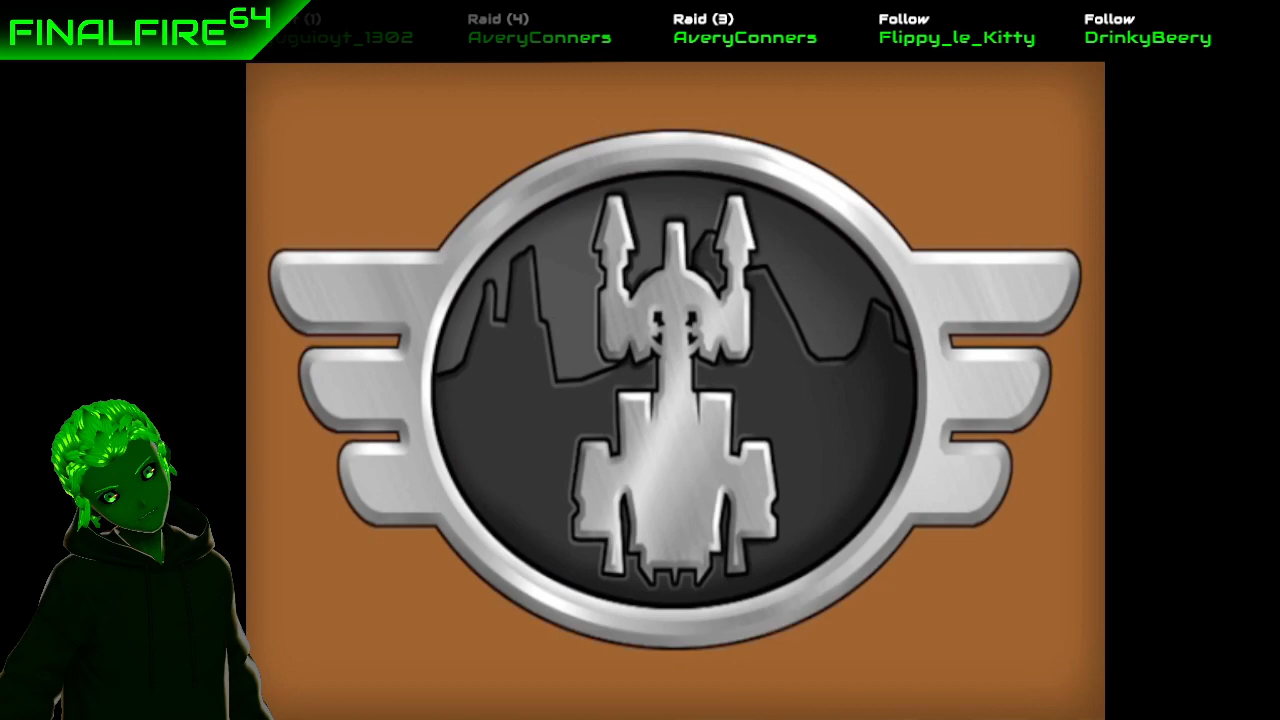 FINALFIRE64
Raid (4)
AveryConners
Raid (3)
AveryConners
Follow
Flippy_le_Kitty
Follow
DrinkyBeery